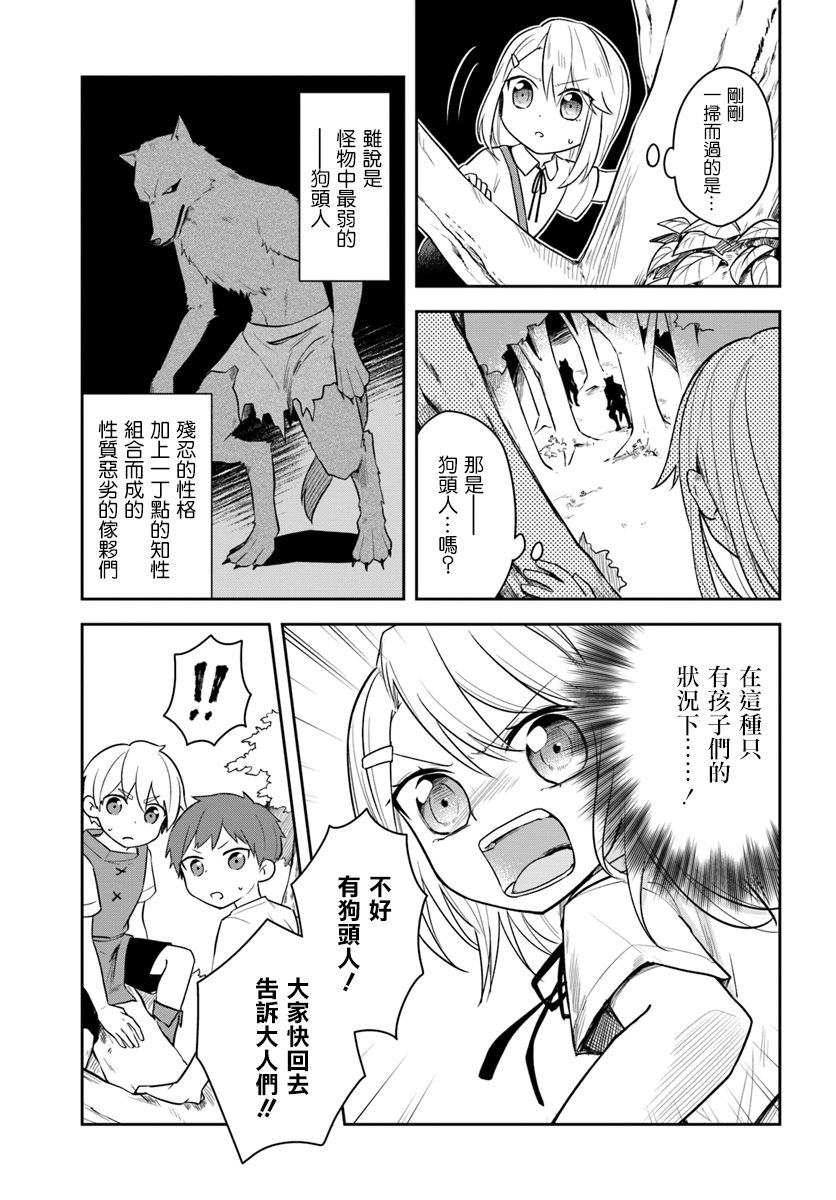 剛剛
一掃而過的是…
那是——
狗頭人…嗎？
雖說是
怪物中最弱的
——狗頭人
殘忍的性格
加上一丁點的知性
組合而成的
性質惡劣的傢夥們
在這種只
有孩子們的
狀況下……！
不好
有狗頭人！
大家快回去
告訴大人們！！
！！